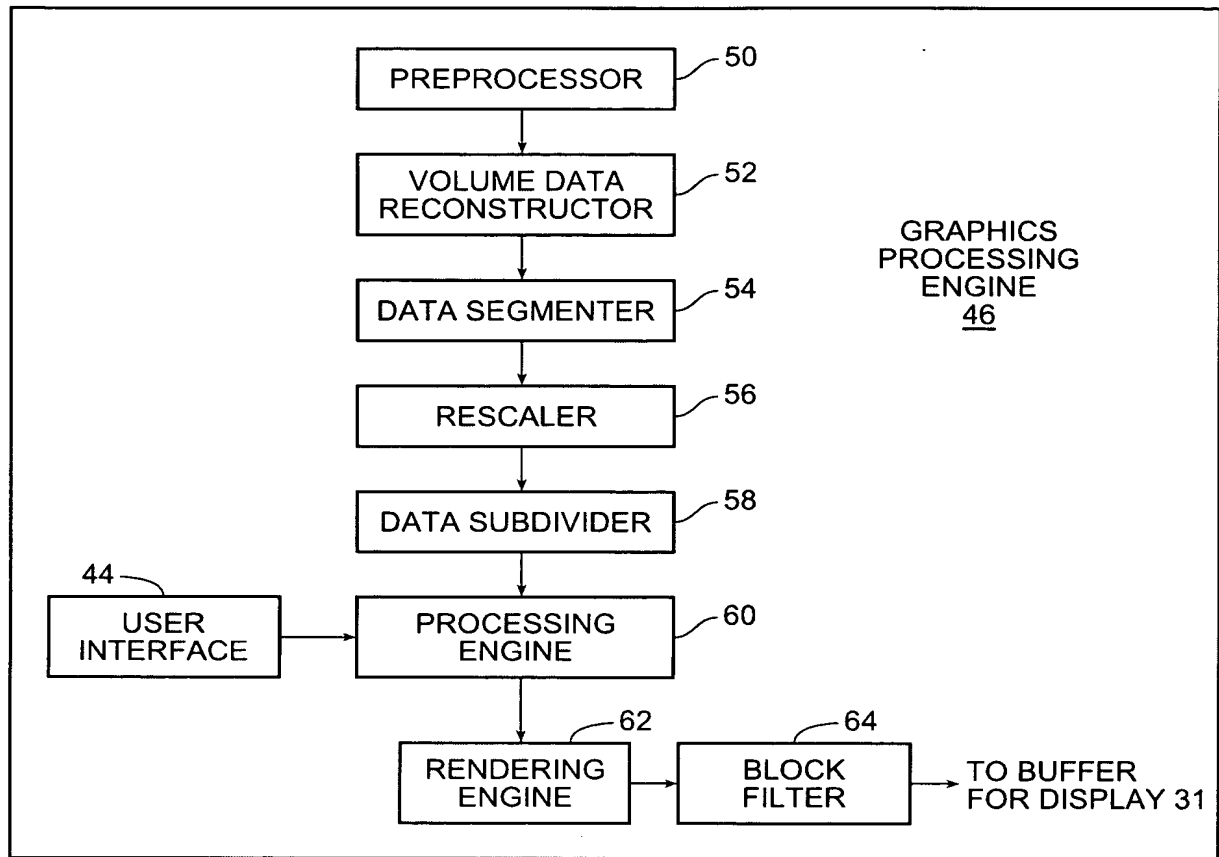 PREPROCESSOR
50
VOLUME DATA
RECONSTRUCTOR
52
GRAPHICS
PROCESSING
ENGINE
46
DATA SEGMENTER
54
RESCALER
56
DATA SUBDIVIDER
58
44
USER
INTERFACE
PROCESSING
ENGINE
60
62
RENDERING
ENGINE
64
BLOCK
FILTER
TO BUFFER
FOR DISPLAY 31